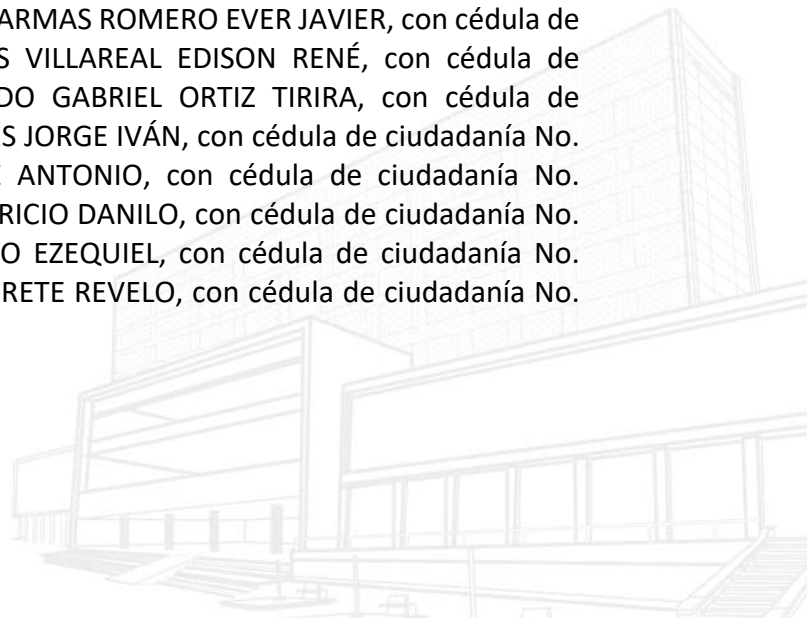 ARMAS ROMERO EVER JAVIER, con cédula de
S VILLAREAL EDISON RENÉ, con cédula de
DO GABRIEL ORTIZ TIRIRA, con cédula de
S JORGE IVÁN, con cédula de ciudadanía No.
ANTONIO, con cédula de ciudadanía No.
RICIO DANILO, con cédula de ciudadanía No.
O EZEQUIEL, con cédula de ciudadanía No.
RETE REVELO, con cédula de ciudadanía No.